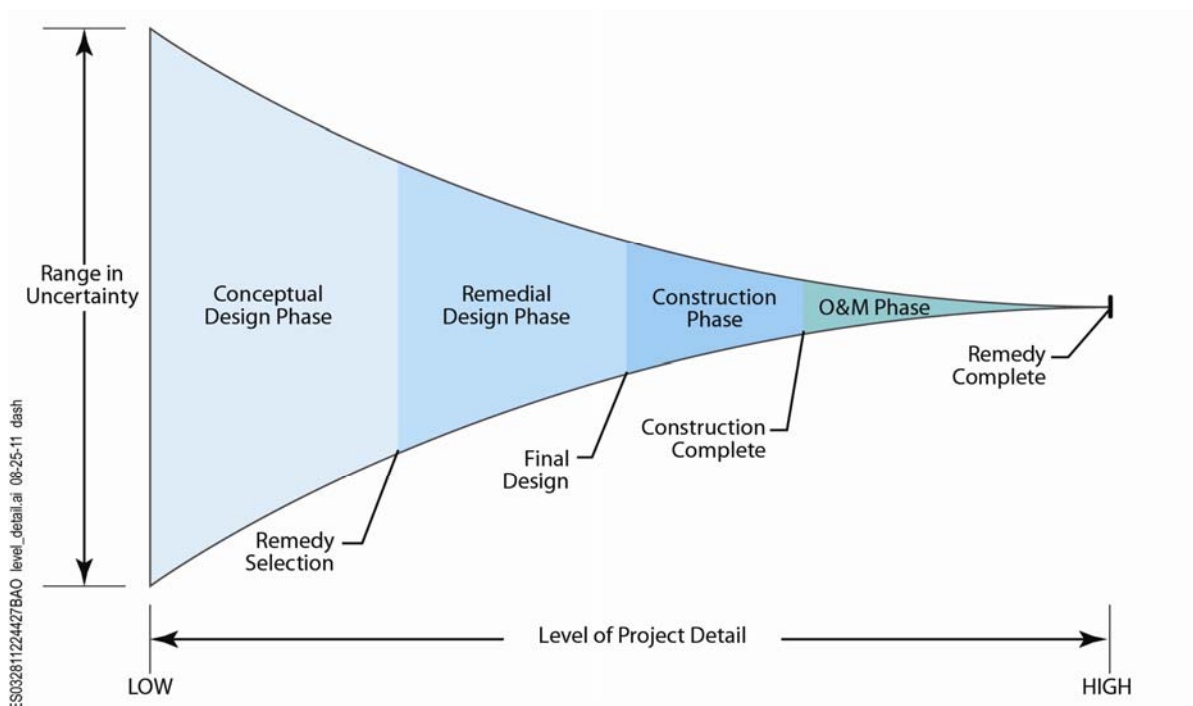 Range in
Uncertainty
Conceptual
Design Phase
Remedial
Design Phase
Construction
Phase
O&M Phase
Remedy
Complete
Construction
Complete
Final
Design
Remedy
Selection
Level of Project Detail
LOW
HIGH
ES032811224427BAO level_detail.ai 08-25-11 dash